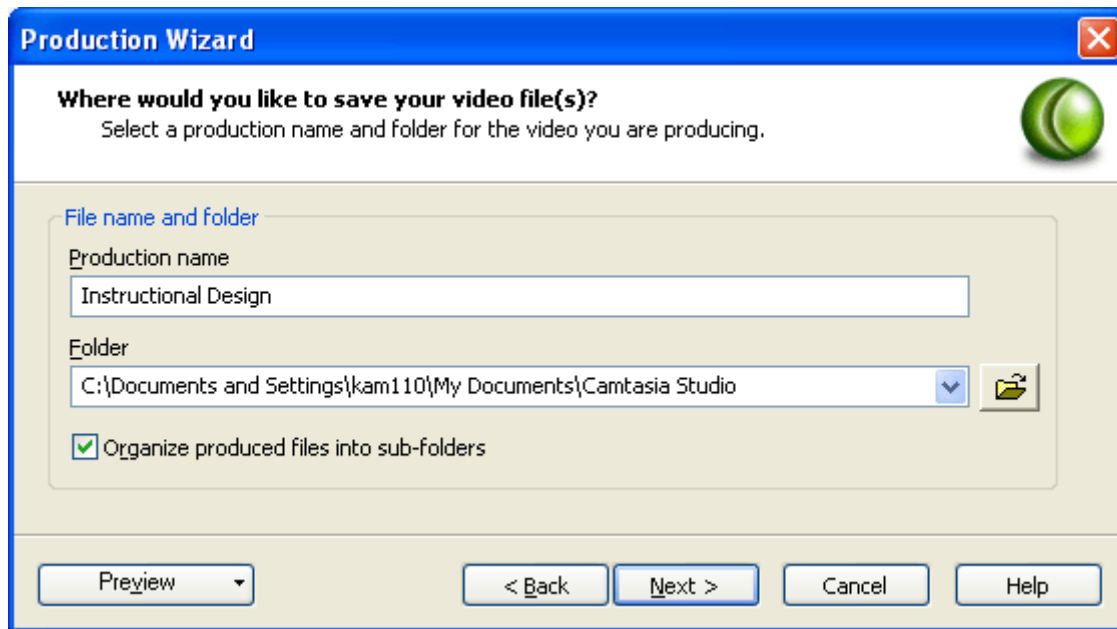 Production Wizard
Where would you like to save your video file(s)?
Select a production name and folder for the video you are producing.
File name and folder
Production name
Instructional Design
Folder
C:\Documents and Settings\kam110\My Documents\Camtasia Studio
Organize produced files into sub-folders
Preview < Back Next > Cancel Help